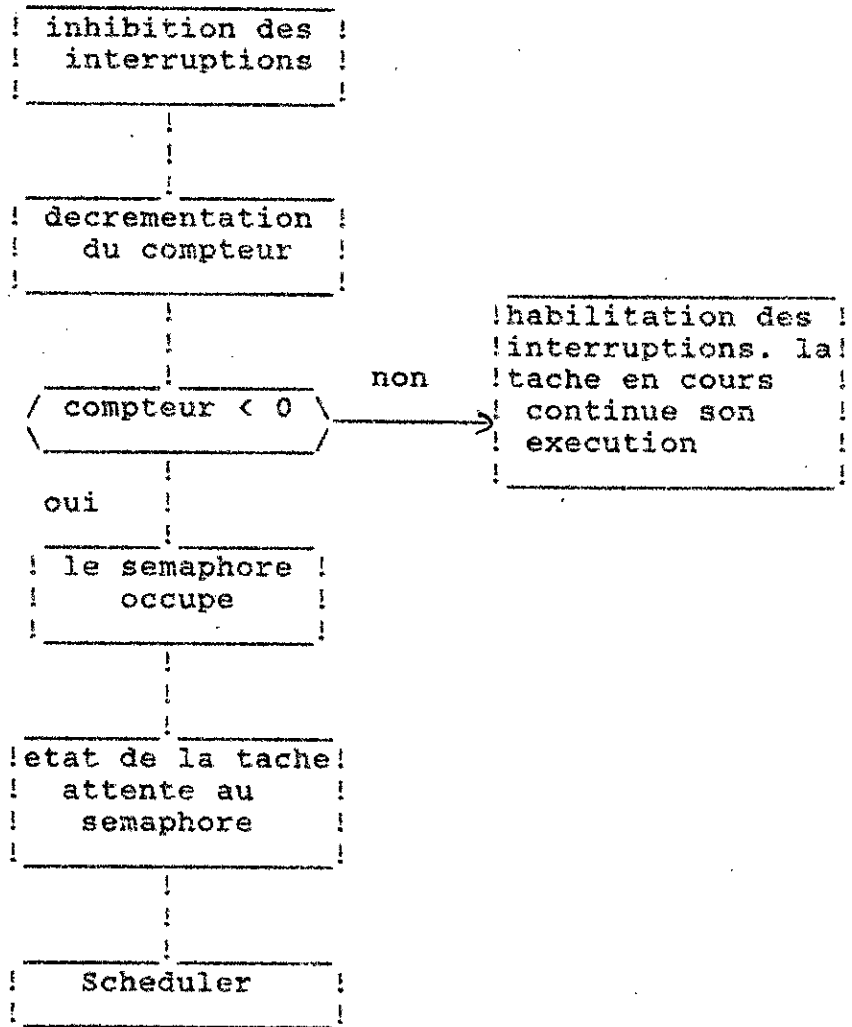 inhibition des
interruptions
decrementation
du compteur
compteur < 0
non
habilitation des
interruptions. la
tache en cours
continue son
execution
oui
le semaphore
occupe
etat de la tache
attente au
semaphore
Scheduler